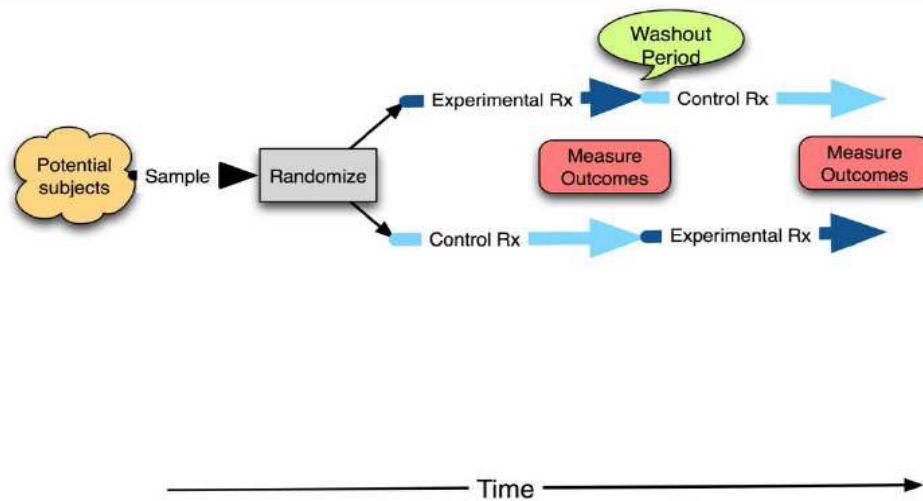 Washout
Period
Experimental Rx
Control Rx
Potential
subjects
Sample
Randomize
Measure
Outcomes
Measure
Outcomes
Control Rx
Experimental Rx
Time